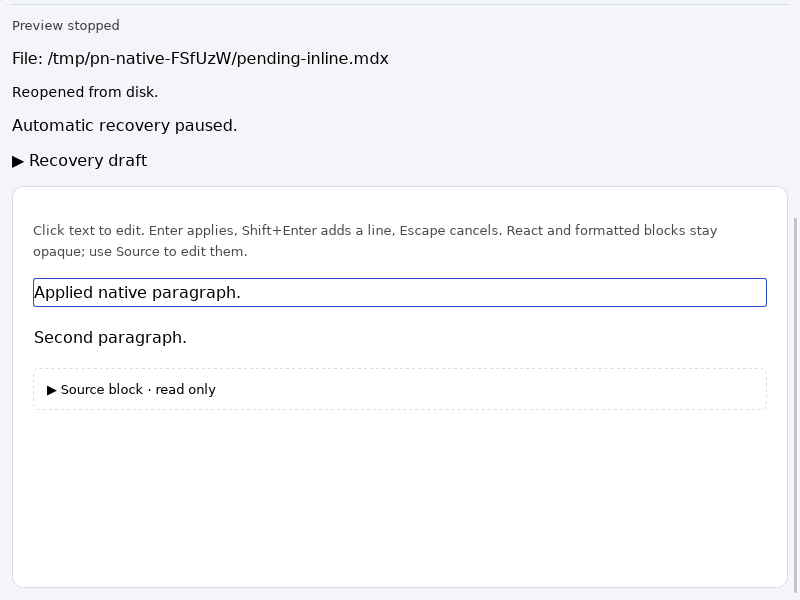 Preview stopped
File: /tmp/pn-native-FSfUzW/pending-inline.mdx
Reopened from disk.
Automatic recovery paused.
▶ Recovery draft
Click text to edit. Enter applies, Shift+Enter adds a line, Escape cancels. React and formatted blocks stay
opaque; use Source to edit them.
Applied native paragraph.
Second paragraph.
▶ Source block · read only